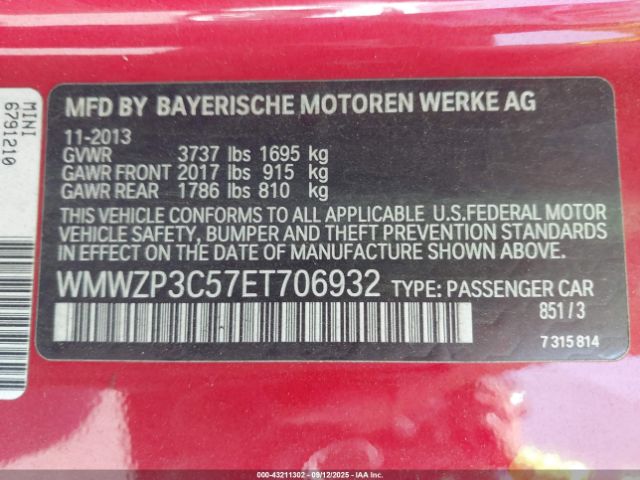 MINI
6791210
MFD BY BAYERISCHE MOTOREN WERKE AG
11-2013
GVWR 3737 lbs 1695 kg
GAWR FRONT 2017 lbs 915 kg
GAWR REAR 1786 lbs 810 kg
THIS VEHICLE CONFORMS TO ALL APPLICABLE U.S.FEDERAL MOTOR
VEHICLE SAFETY, BUMPER AND THEFT PREVENTION STANDARDS
IN EFFECT ON THE DATE OF MANUFACTURE SHOWN ABOVE.
WMWZP3C57ET706932 TYPE: PASSENGER CAR
851/3
7 315 814
000-43211302 - 09/12/2025 - IAAI.COM